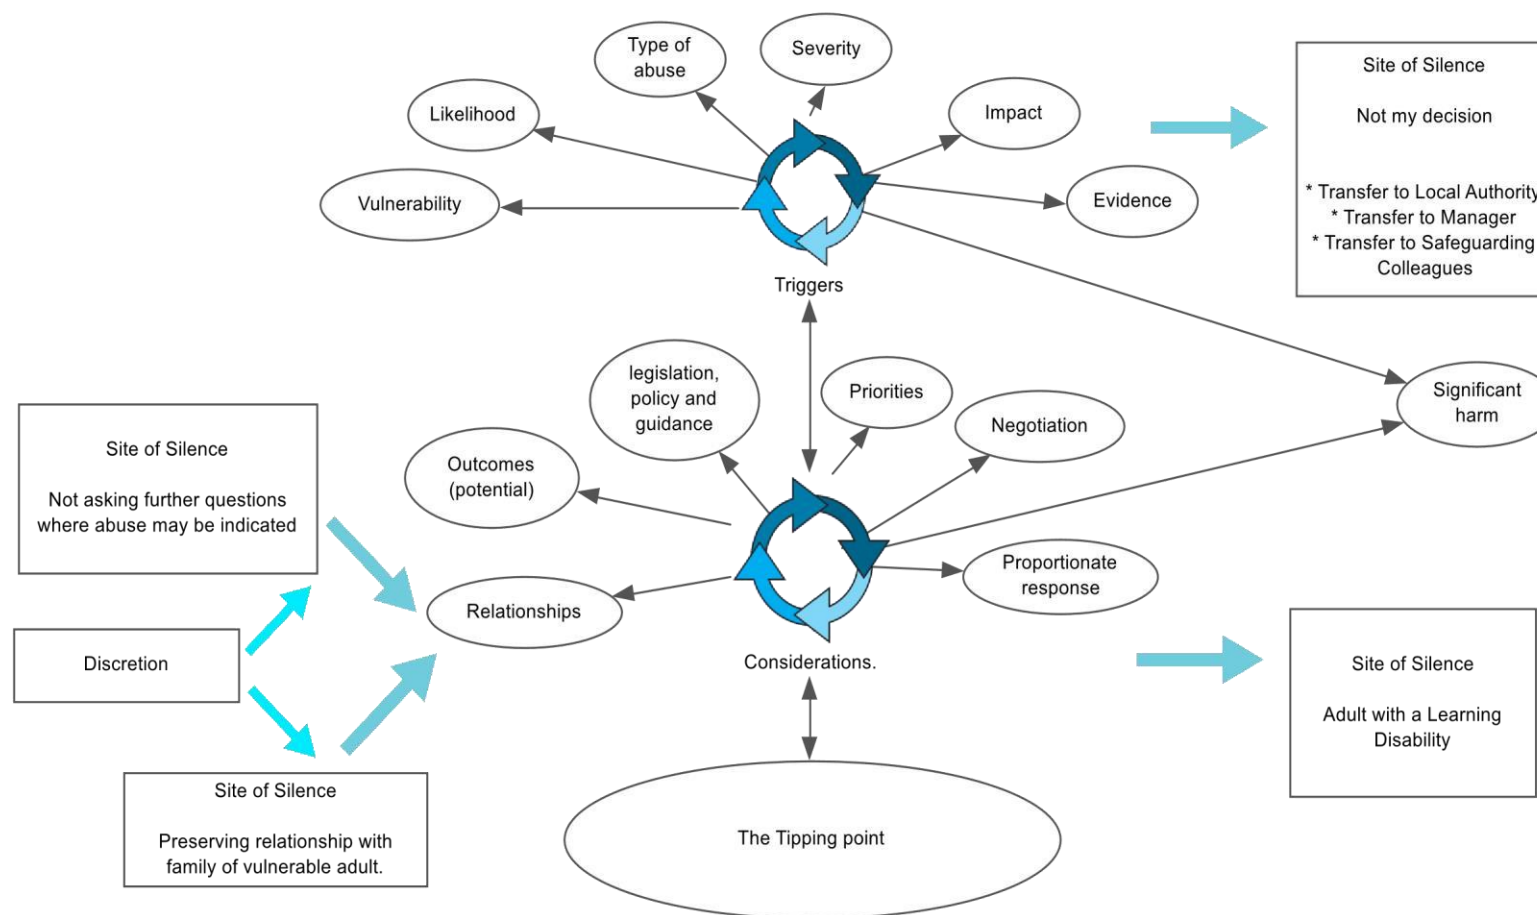 Type of
abuse
Severity
Likelihood
Impact
Vulnerability
Evidence
Site of Silence
Not my decision
* Transfer to Local Authority
* Transfer to Manager
* Transfer to Safeguarding
Colleagues
Triggers
legislation,
policy and
guidance
Priorities
Negotiation
Significant
harm
Outcomes
(potential)
Proportionate
response
Relationships
Considerations.
Site of Silence
Not asking further questions
where abuse may be indicated
Discretion
Site of Silence
Preserving relationship with
family of vulnerable adult.
Site of Silence
Adult with a Learning
Disability
The Tipping point